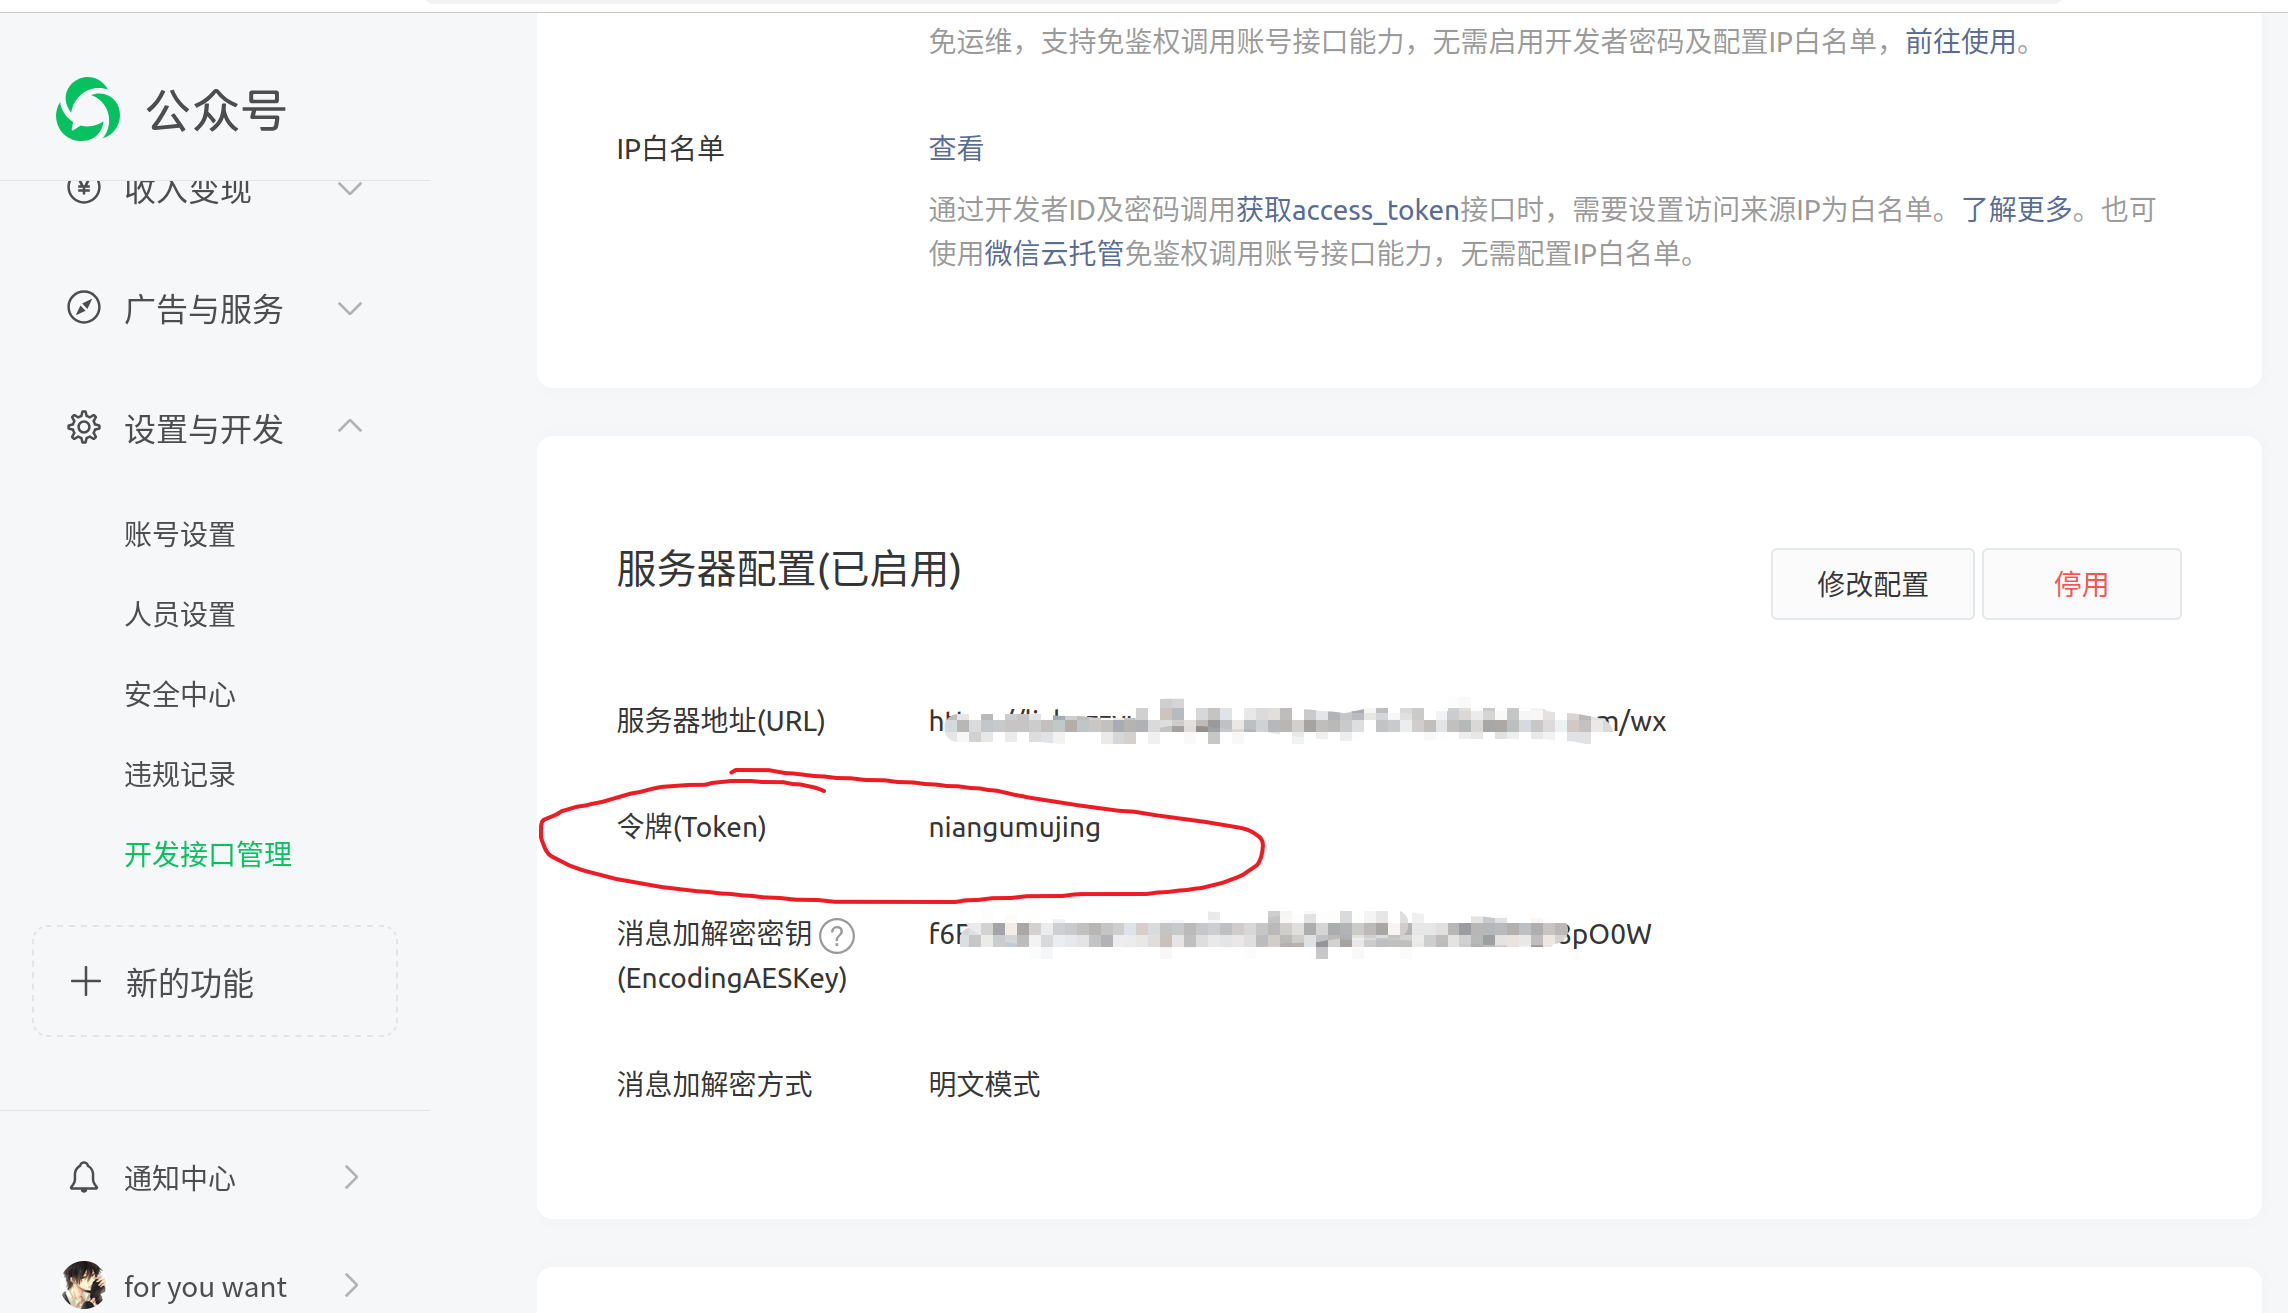 公众号
收入变现
广告与服务
设置与开发
账号设置
人员设置
安全中心
违规记录
开发接口管理
新的功能
通知中心
for you want
免运维，支持免鉴权调用账号接口能力，无需启用开发者密码及配置IP白名单，前往使用。
IP白名单
查看
通过开发者ID及密码调用获取access_token接口时，需要设置访问来源IP为白名单。了解更多。也可
使用微信云托管免鉴权调用账号接口能力，无需配置IP白名单。
服务器配置(已启用)
修改配置
停用
服务器地址(URL)
m/wx
令牌(Token)
niangumujing
消息加解密密钥 ?
(EncodingAESKey)
f6 pO0W
消息加解密方式
明文模式